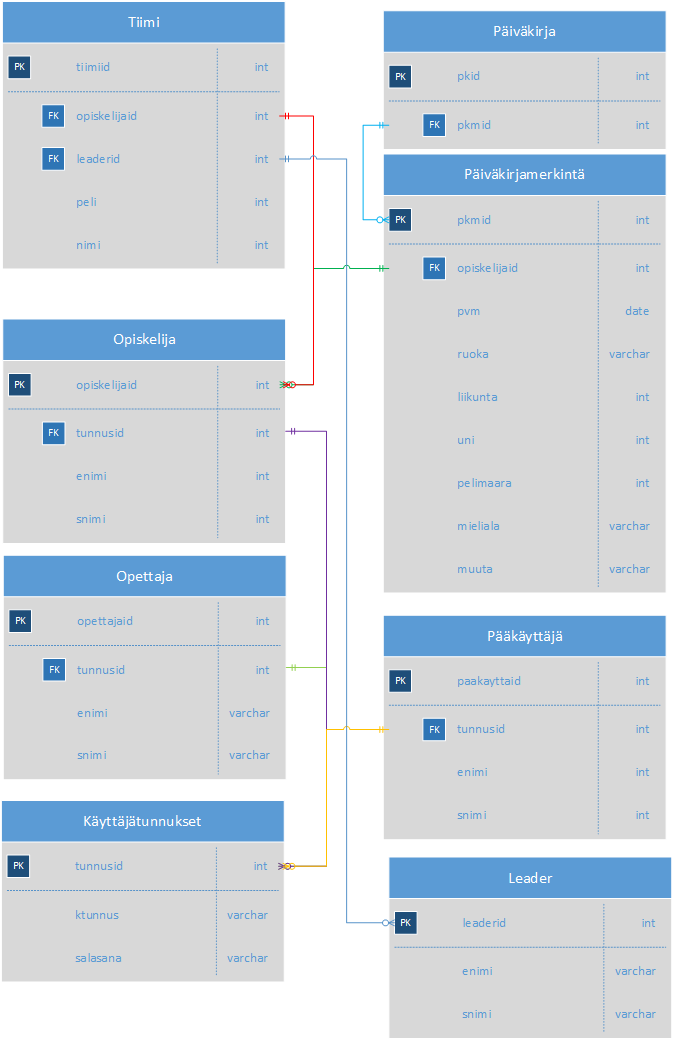 Tiimi
PK tiimiid int
FK opiskelijaid int
FK leaderid int
peli int
nimi int
Opiskelija
PK opiskelijaid int
FK tunnusid int
enimi int
snimi int
Opettaja
PK opettajaid int
FK tunnusid int
enimi varchar
snimi varchar
Käyttäjätunnukset
PK tunnusid int
ktunnus varchar
salasana varchar
Päiväkirja
PK pkid int
FK pkmid int
Päiväkirjamerkintä
PK pkmid int
FK opiskelijaid int
pvm date
ruoka varchar
liikunta int
uni int
pelimaara int
mieliala varchar
muuta varchar
Pääkäyttäjä
PK paakayttaid int
FK tunnusid int
enimi int
snimi int
Leader
PK leaderid int
enimi varchar
snimi varchar